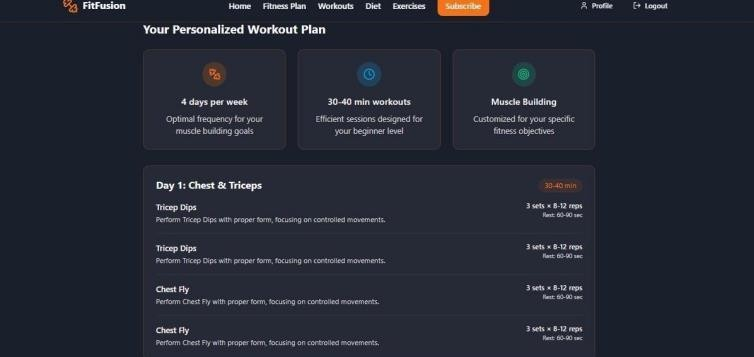 FitFusion
Home Fitness Plan Workouts Diet Exercises Subscribe
Profile Logout
Your Personalized Workout Plan
4 days per week
Optimal frequency for your
muscle building goals
30-40 min workouts
Efficient sessions designed for
your beginner level
Muscle Building
Customized for your specific
fitness objectives
Day 1: Chest & Triceps
30-40 min
Tricep Dips
3 sets × 8-12 reps
Perform Tricep Dips with proper form, focusing on controlled movements.
Rest: 60-90 sec
Tricep Dips
3 sets × 8-12 reps
Perform Tricep Dips with proper form, focusing on controlled movements.
Rest: 60-90 sec
Chest Fly
3 sets × 8-12 reps
Perform Chest Fly with proper form, focusing on controlled movements.
Rest: 60-90 sec
Chest Fly
3 sets × 8-12 reps
Perform Chest Fly with proper form, focusing on controlled movements.
Rest: 60-90 sec